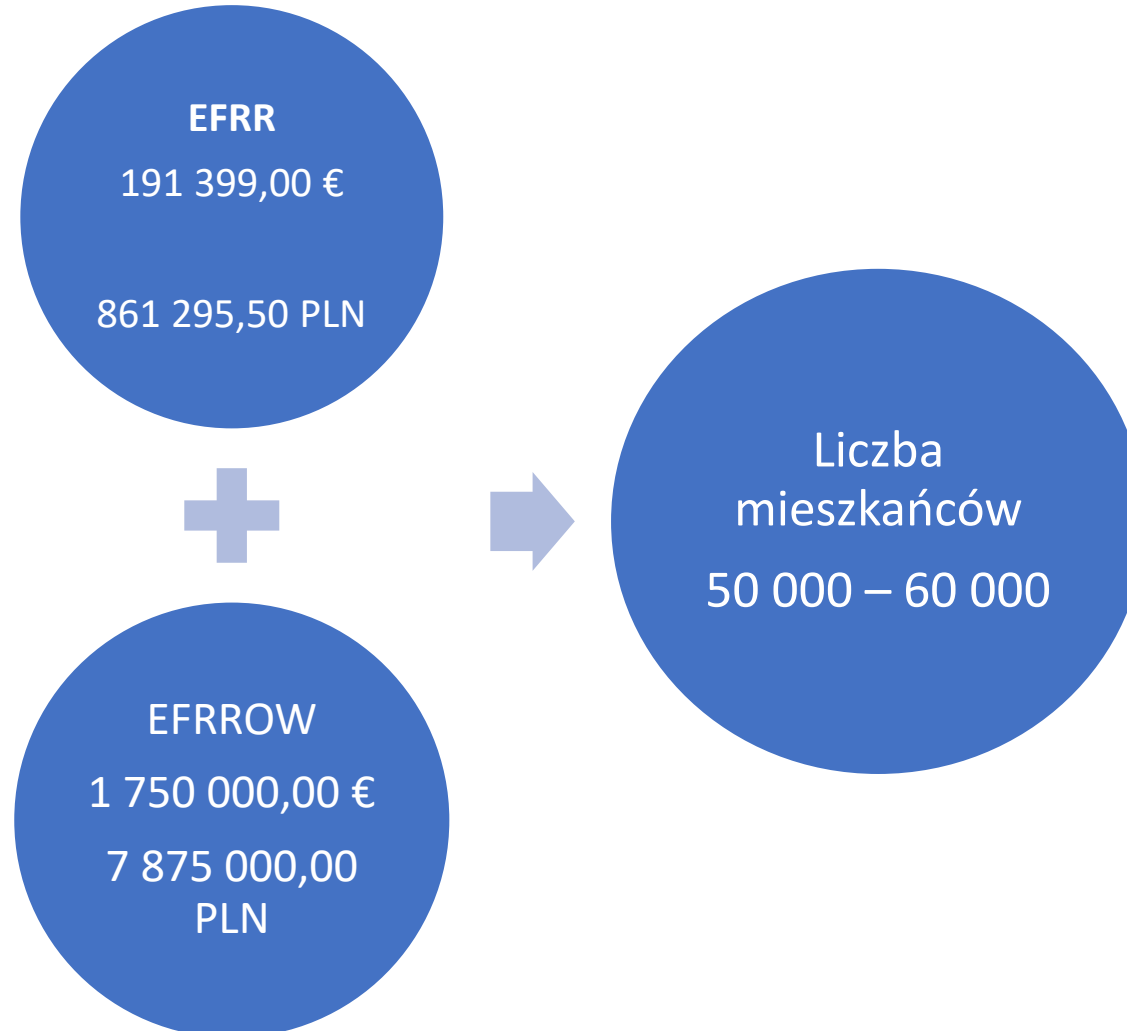 EFRR
191 399,00 €
861 295,50 PLN
EFRROW
1 750 000,00 €
7 875 000,00
PLN
Liczba
mieszkańców
50 000 – 60 000